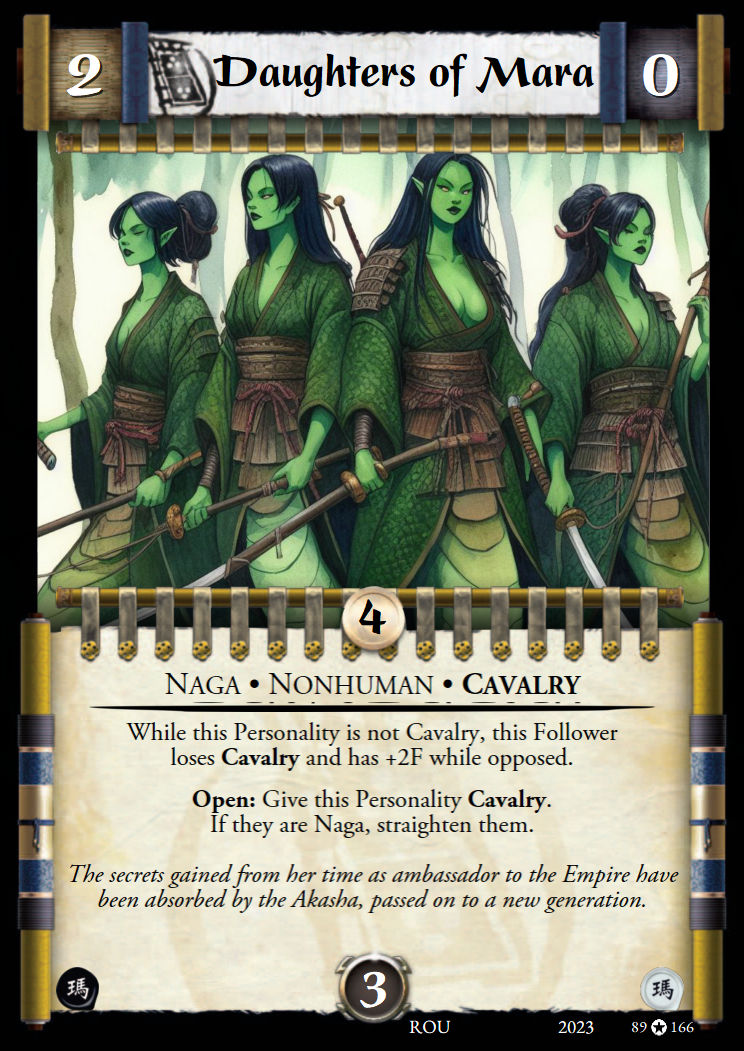 2
Daughters of Mara
0
4
NAGA • NONHUMAN • CAVALRY
While this Personality is not Cavalry, this Follower
loses Cavalry and has +2F while opposed.
Open: Give this Personality Cavalry.
If they are Naga, straighten them.
The secrets gained from her time as ambassador to the Empire have
been absorbed by the Akasha, passed on to a new generation.
瑪
3
瑪
ROU
2023
89 166